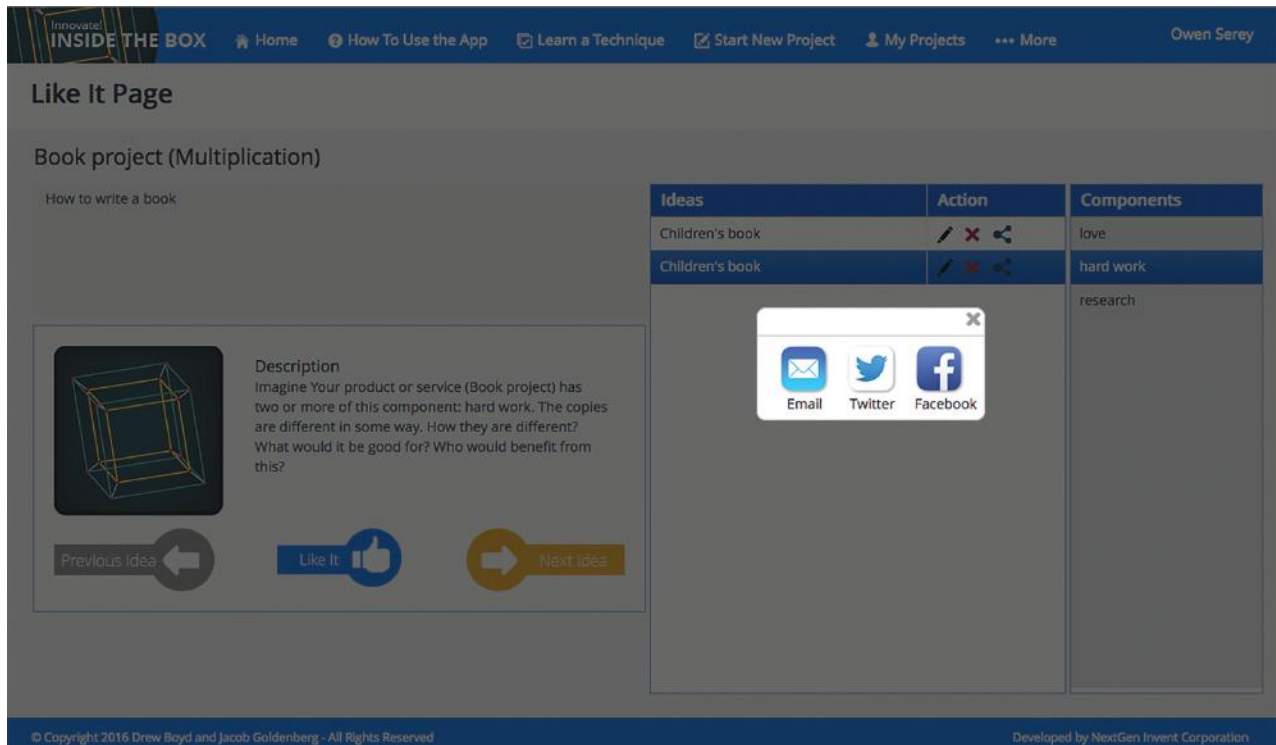 Innovate!
INSIDE THE BOX
Home
How To Use the App
Learn a Technique
Start New Project
My Projects
More
Owen Serey
Like It Page
Book project (Multiplication)
How to write a book
Ideas
Action
Components
Children's book
love
Children's book
hard work
research
Email
Twitter
Facebook
Description
Imagine Your product or service (Book project) has
two or more of this component: hard work. The copies
are different in some way. How they are different?
What would it be good for? Who would benefit from
this?
Previous Idea
Like It
Next Idea
© Copyright 2016 Drew Boyd and Jacob Goldenberg - All Rights Reserved
Developed by NextGen Invent Corporation